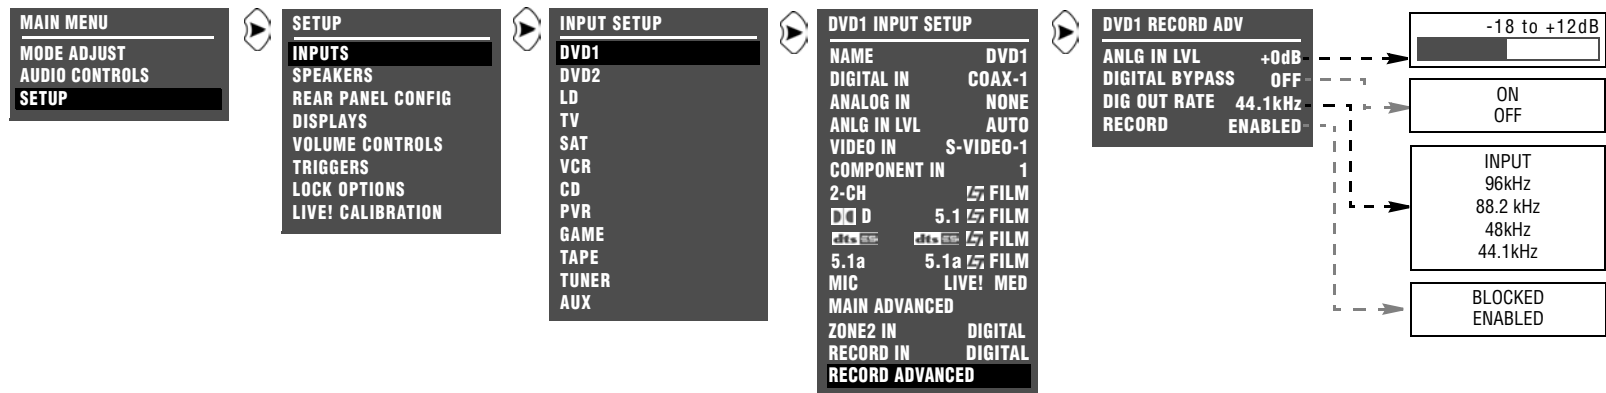 MAIN MENU
MODE ADJUST
AUDIO CONTROLS
SETUP
SETUP
INPUTS
SPEAKERS
REAR PANEL CONFIG
DISPLAYS
VOLUME CONTROLS
TRIGGERS
LOCK OPTIONS
LIVE! CALIBRATION
INPUT SETUP
DVD1
DVD2
LD
TV
SAT
VCR
CD
PVR
GAME
TAPE
TUNER
AUX
DVD1 INPUT SETUP
NAME DVD1
DIGITAL IN COAX-1
ANALOG IN NONE
ANLG IN LVL AUTO
VIDEO IN S-VIDEO-1
COMPONENT IN 1
2-CH FILM
D 5.1 FILM
dts ES dts ES FILM
5.1a 5.1a FILM
MIC LIVE! MED
MAIN ADVANCED
ZONE2 IN DIGITAL
RECORD IN DIGITAL
RECORD ADVANCED
DVD1 RECORD ADV
ANLG IN LVL +0dB
DIGITAL BYPASS OFF
DIG OUT RATE 44.1kHz
RECORD ENABLED
-18 to +12dB
ON
OFF
INPUT
96kHz
88.2 kHz
48kHz
44.1kHz
BLOCKED
ENABLED